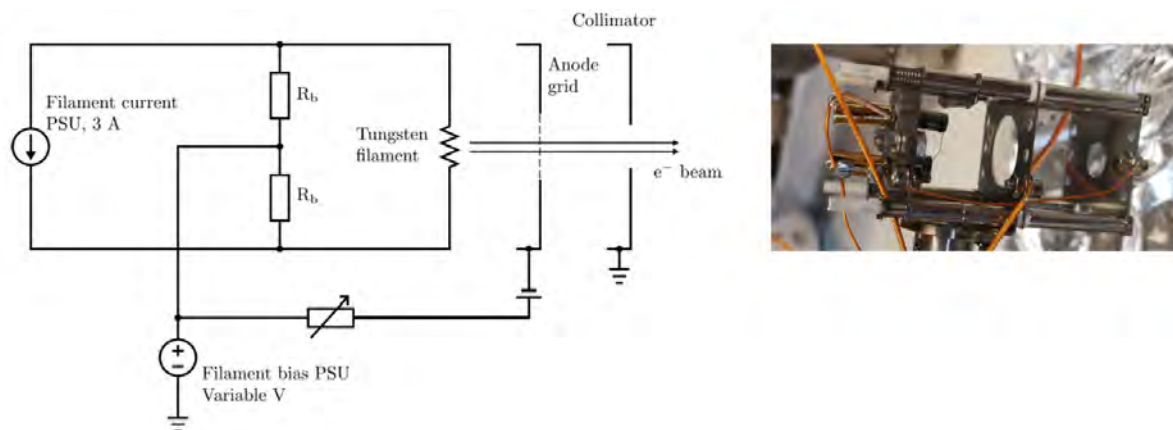 Collimator
Anode
grid
Filament current
PSU, 3 A
R_b
Tungsten
filament
R_b
e⁻ beam
+
−
Filament bias PSU
Variable V